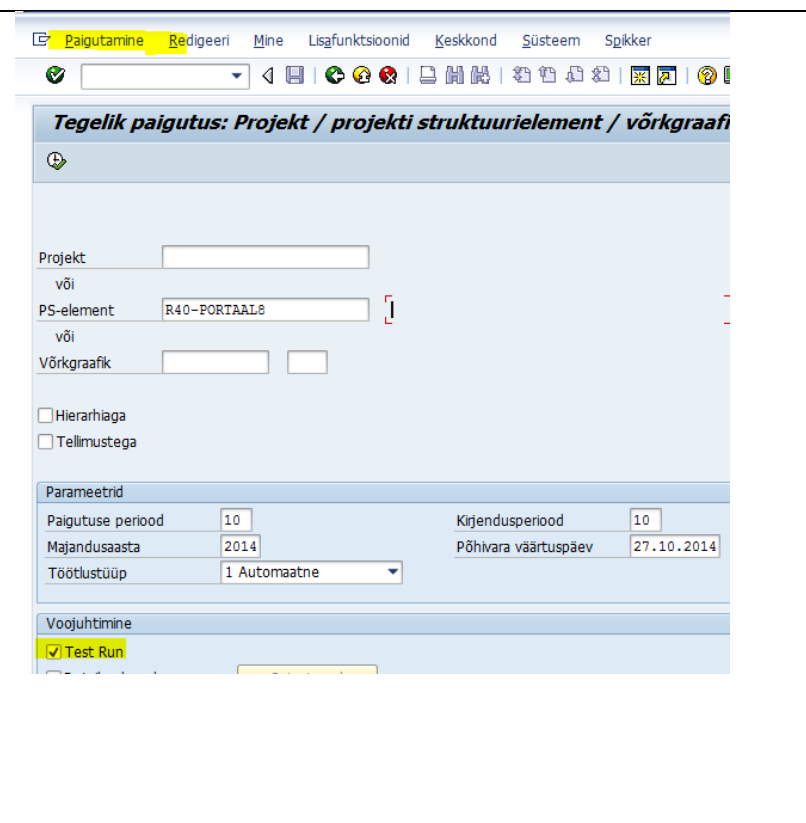 Paigutamine Redigeeri Mine Lisafunktsioonid Keskkond Süsteem Spikker
Tegelik paigutus: Projekt / projekti struktuurielement / võrkgraafi
Projekt
või
PS-element R40-PORTAAL8
või
Võrkgraafik
Hierarhiaga
Tellimustega
Parameetrid
Paigutuse periood 10 Kirjendusperiood 10
Majandusaasta 2014 Põhivara väärtuspäev 27.10.2014
Töötlustüüp 1 Automaatne
Voojuhtimine
Test Run